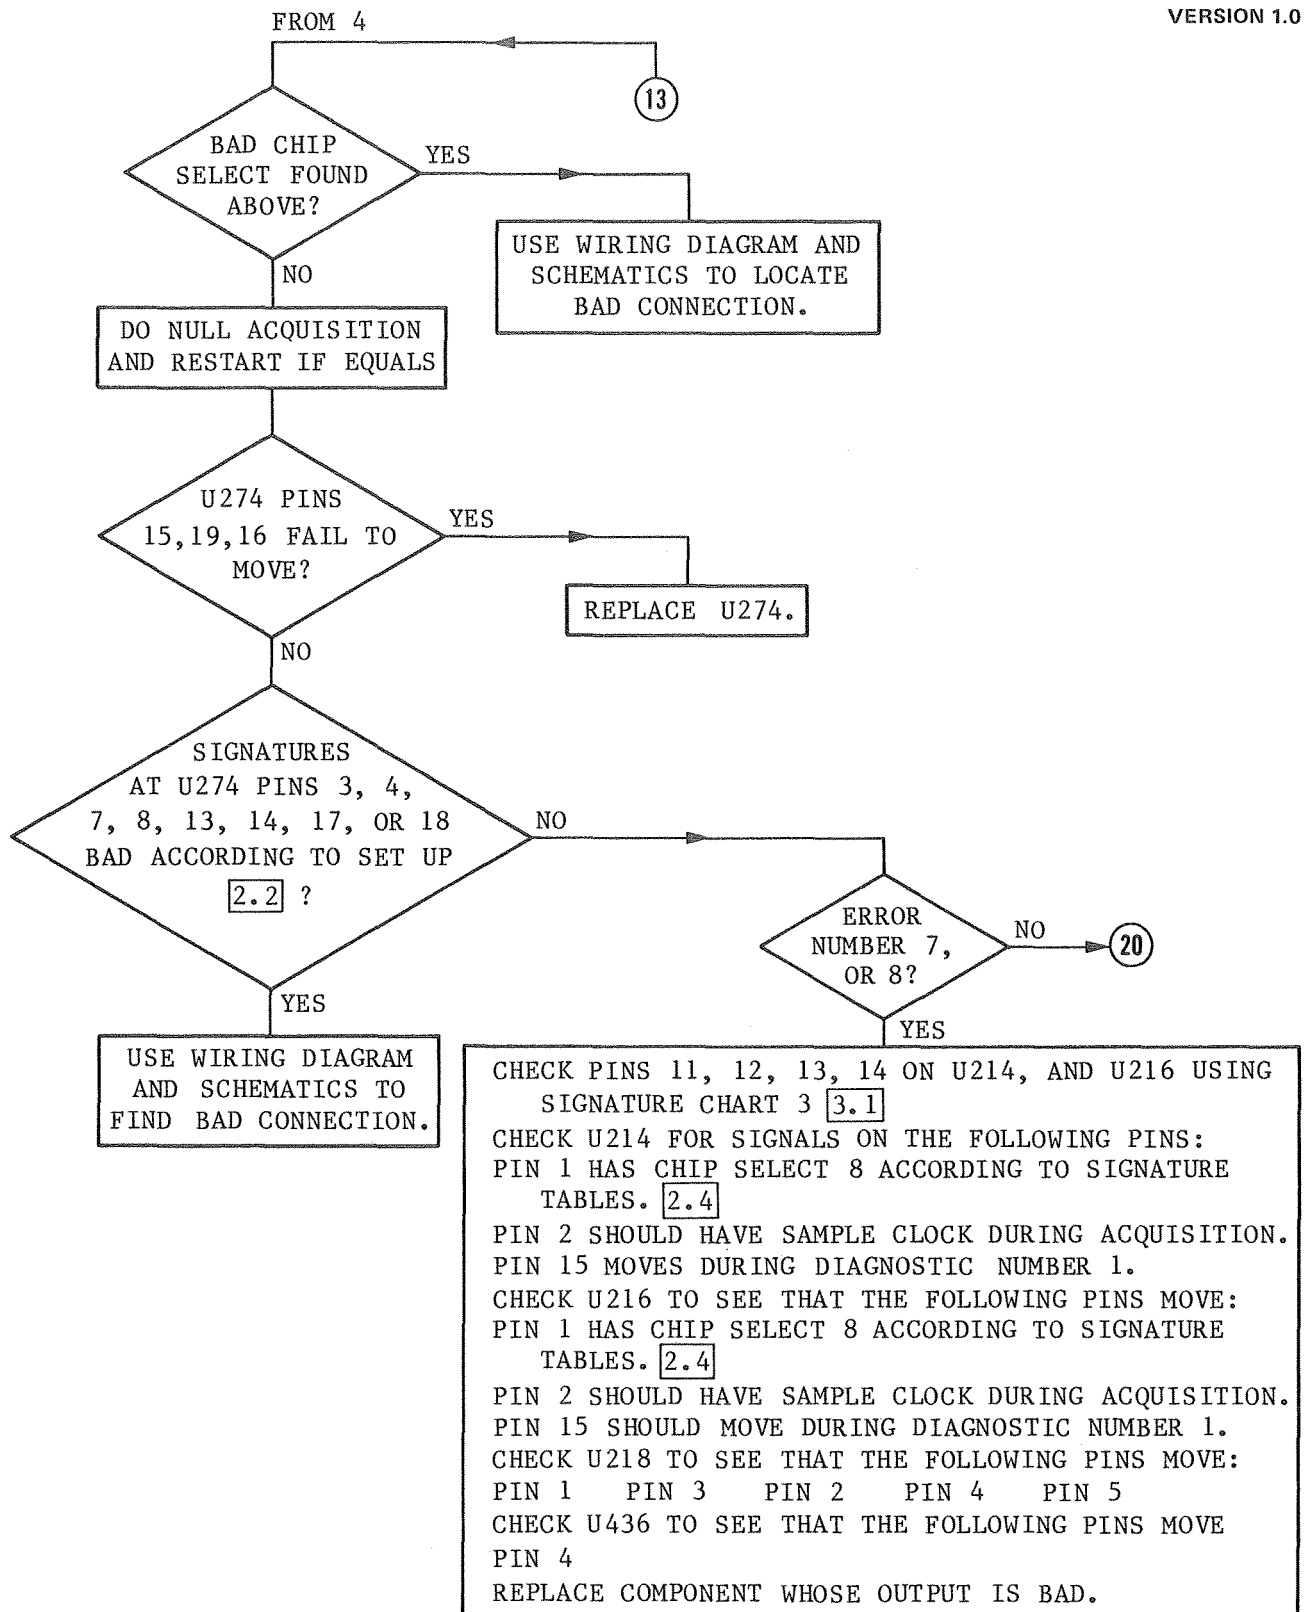 VERSION 1.0
FROM 4
13
BAD CHIP
SELECT FOUND
ABOVE?
YES
USE WIRING DIAGRAM AND
SCHEMATICS TO LOCATE
BAD CONNECTION.
NO
DO NULL ACQUISITION
AND RESTART IF EQUALS
U274 PINS
15,19,16 FAIL TO
MOVE?
YES
REPLACE U274.
NO
SIGNATURES
AT U274 PINS 3, 4,
7, 8, 13, 14, 17, OR 18
BAD ACCORDING TO SET UP
2.2 ?
NO
ERROR
NUMBER 7,
OR 8?
NO
20
YES
USE WIRING DIAGRAM
AND SCHEMATICS TO
FIND BAD CONNECTION.
YES
CHECK PINS 11, 12, 13, 14 ON U214, AND U216 USING
SIGNATURE CHART 3 3.1
CHECK U214 FOR SIGNALS ON THE FOLLOWING PINS:
PIN 1 HAS CHIP SELECT 8 ACCORDING TO SIGNATURE
TABLES. 2.4
PIN 2 SHOULD HAVE SAMPLE CLOCK DURING ACQUISITION.
PIN 15 MOVES DURING DIAGNOSTIC NUMBER 1.
CHECK U216 TO SEE THAT THE FOLLOWING PINS MOVE:
PIN 1 HAS CHIP SELECT 8 ACCORDING TO SIGNATURE
TABLES. 2.4
PIN 2 SHOULD HAVE SAMPLE CLOCK DURING ACQUISITION.
PIN 15 SHOULD MOVE DURING DIAGNOSTIC NUMBER 1.
CHECK U218 TO SEE THAT THE FOLLOWING PINS MOVE:
PIN 1 PIN 3 PIN 2 PIN 4 PIN 5
CHECK U436 TO SEE THAT THE FOLLOWING PINS MOVE
PIN 4
REPLACE COMPONENT WHOSE OUTPUT IS BAD.